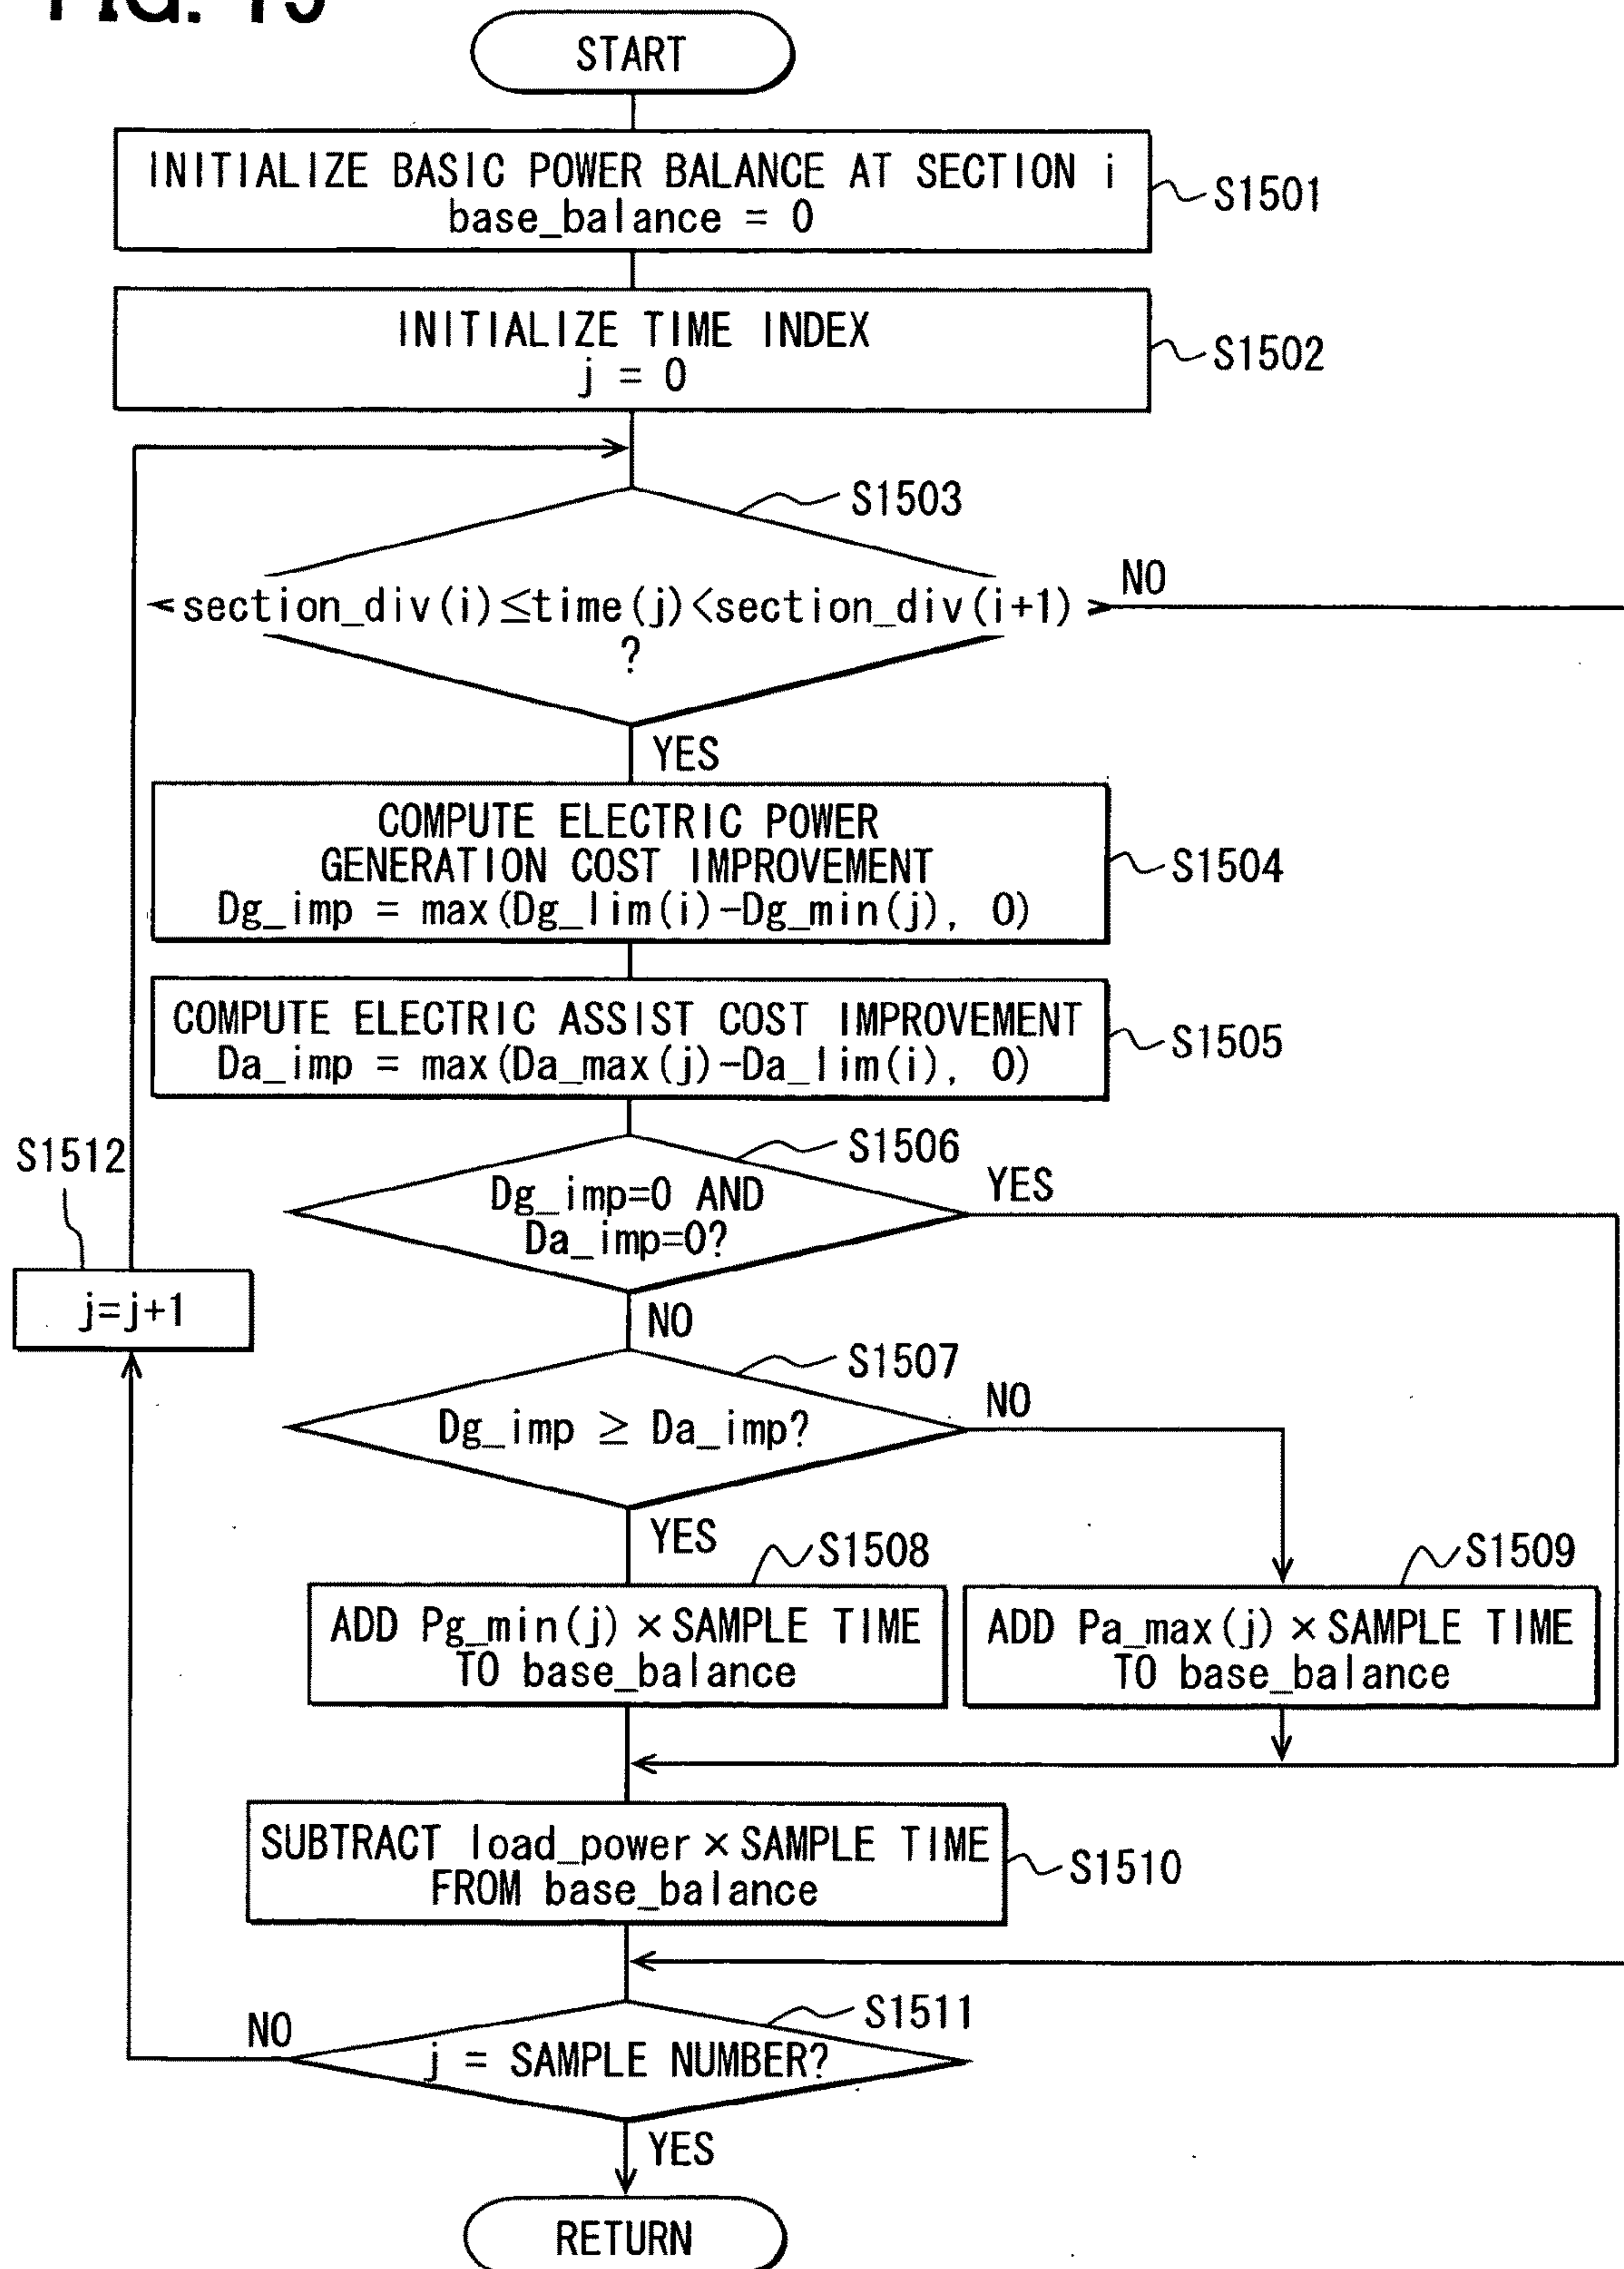 START
INITIALIZE BASIC POWER BALANCE AT SECTION i
base_balance = 0
S1501
INITIALIZE TIME INDEX
j = 0
S1502
S1503
section_div(i)≤time(j)<section_div(i+1)
?
NO
YES
COMPUTE ELECTRIC POWER
GENERATION COST IMPROVEMENT
Dg_imp = max(Dg_lim(i)-Dg_min(j), 0)
S1504
COMPUTE ELECTRIC ASSIST COST IMPROVEMENT
Da_imp = max(Da_max(j)-Da_lim(i), 0)
S1505
S1506
Dg_imp=0 AND
Da_imp=0?
YES
NO
S1512
j=j+1
S1507
Dg_imp ≥ Da_imp?
NO
YES
S1508
ADD Pg_min(j)×SAMPLE TIME
TO base_balance
S1509
ADD Pa_max(j)×SAMPLE TIME
TO base_balance
SUBTRACT load_power×SAMPLE TIME
FROM base_balance
S1510
S1511
j = SAMPLE NUMBER?
NO
YES
RETURN